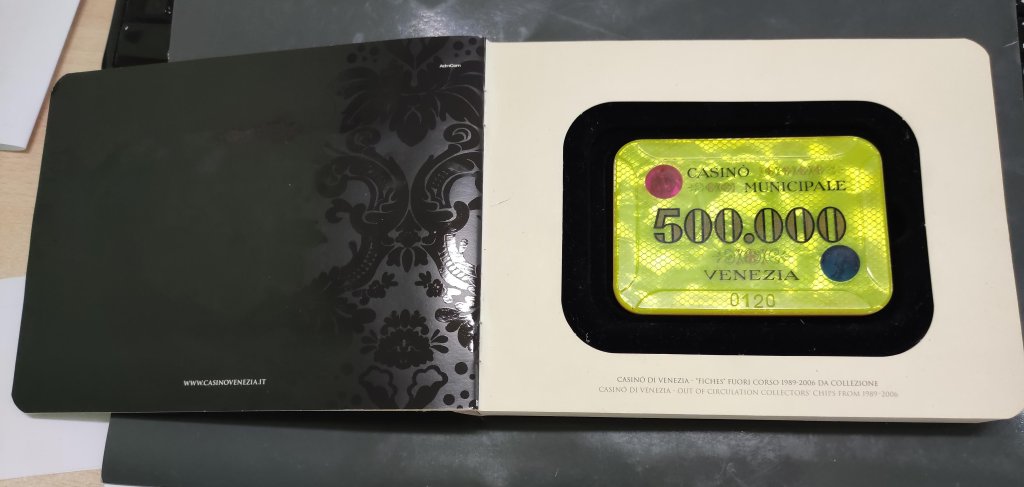 AdmCom
WWW.CASINOVENEZIA.IT
CASINÒ
MUNICIPALE
500.000
VENEZIA
0120
CASINÒ DI VENEZIA - "FICHES" FUORI CORSO 1989-2006 DA COLLEZIONE
CASINÒ DI VENEZIA - OUT OF CIRCULATION COLLECTORS' CHIPS FROM 1989-2006